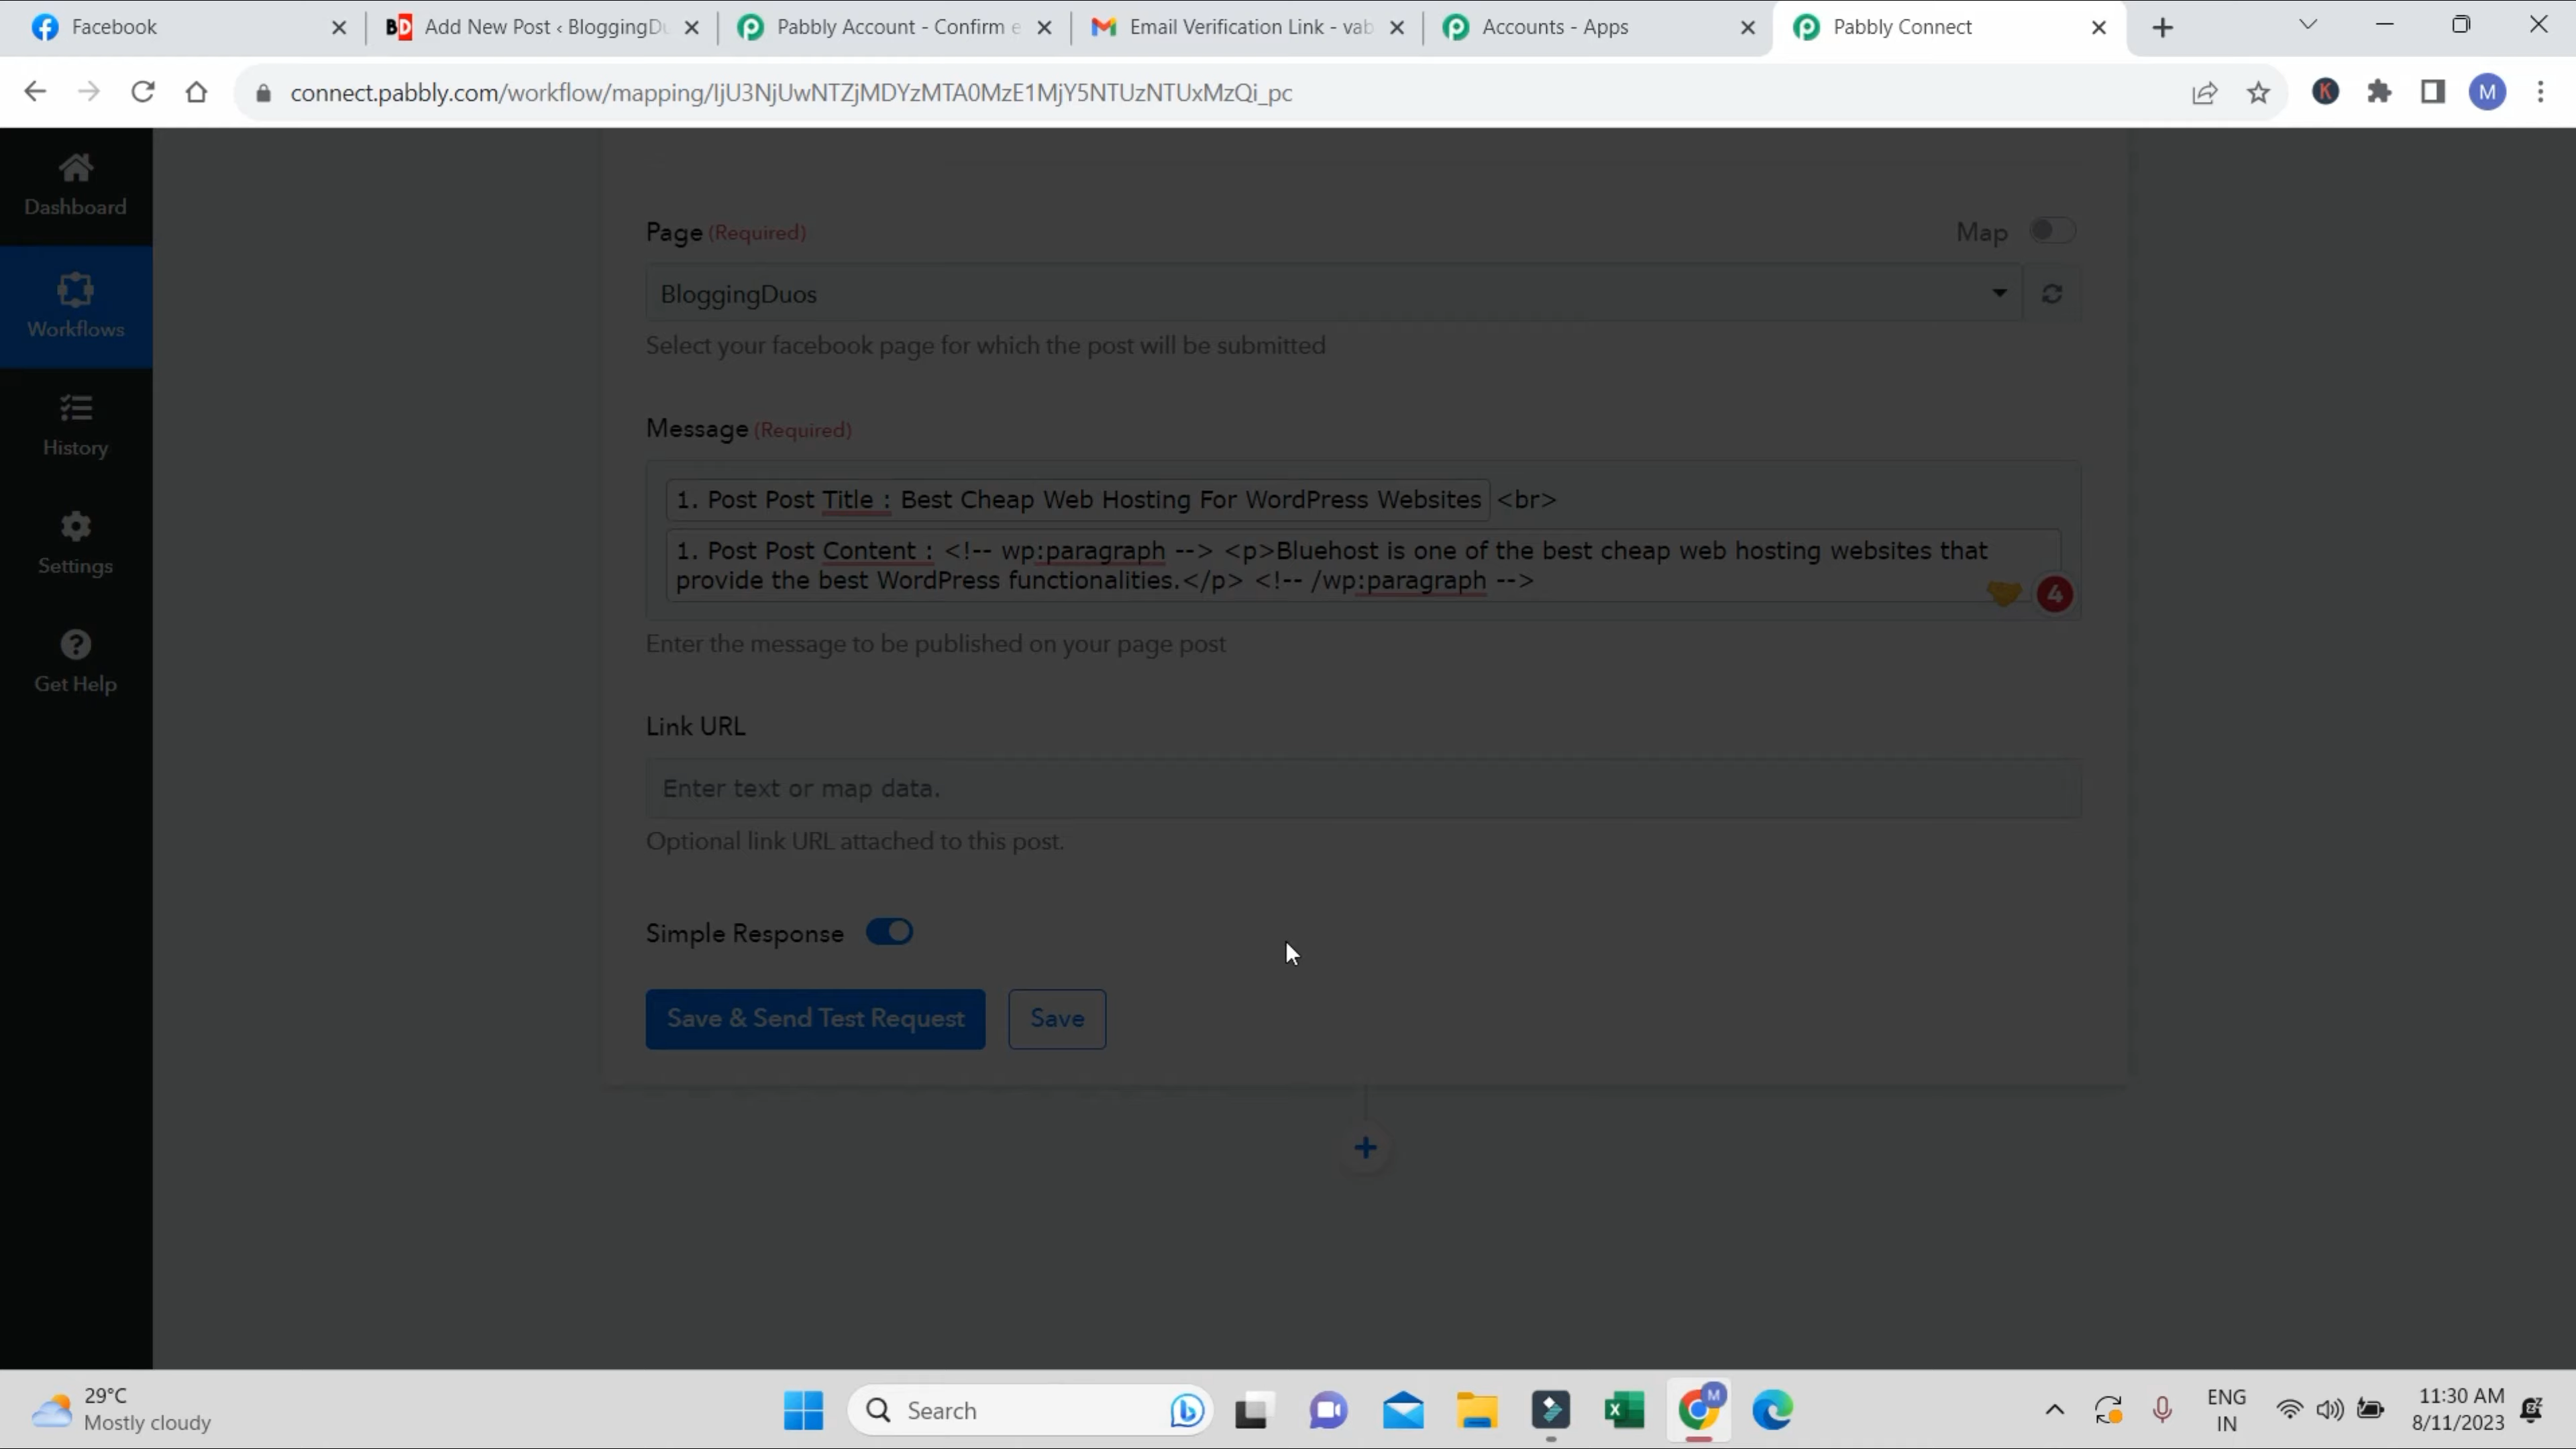 Facebook
BD Add New Post ‹ BloggingDu
Pabbly Account - Confirm e
Email Verification Link - vab
Accounts - Apps
Pabbly Connect
connect.pabbly.com/workflow/mapping/IjU3NjUwNTZjMDYzMTA0MzE1MjY5NTUzNTUxMzQi_pc
K
M
Dashboard
Workflows
History
Settings
Get Help
Page (Required)
Map
BloggingDuos
Select your facebook page for which the post will be submitted
Message (Required)
1. Post Post Title : Best Cheap Web Hosting For WordPress Websites <br>
1. Post Post Content : <!-- wp:paragraph --> <p>Bluehost is one of the best cheap web hosting websites that
provide the best WordPress functionalities.</p> <!-- /wp:paragraph -->
4
Enter the message to be published on your page post
Link URL
Enter text or map data.
Optional link URL attached to this post.
Simple Response
Save & Send Test Request
Save
29°C
Mostly cloudy
Search
M
ENG
IN
11:30 AM
8/11/2023